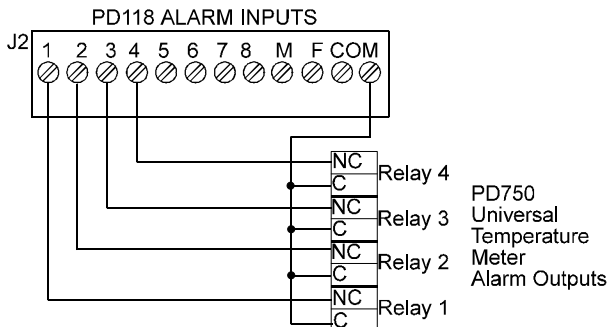 PD118 ALARM INPUTS
J2
1 2 3 4 5 6 7 8 M F COM
NC
C
Relay 4
NC
C
Relay 3
NC
C
Relay 2
NC
C
Relay 1
PD750
Universal
Temperature
Meter
Alarm Outputs